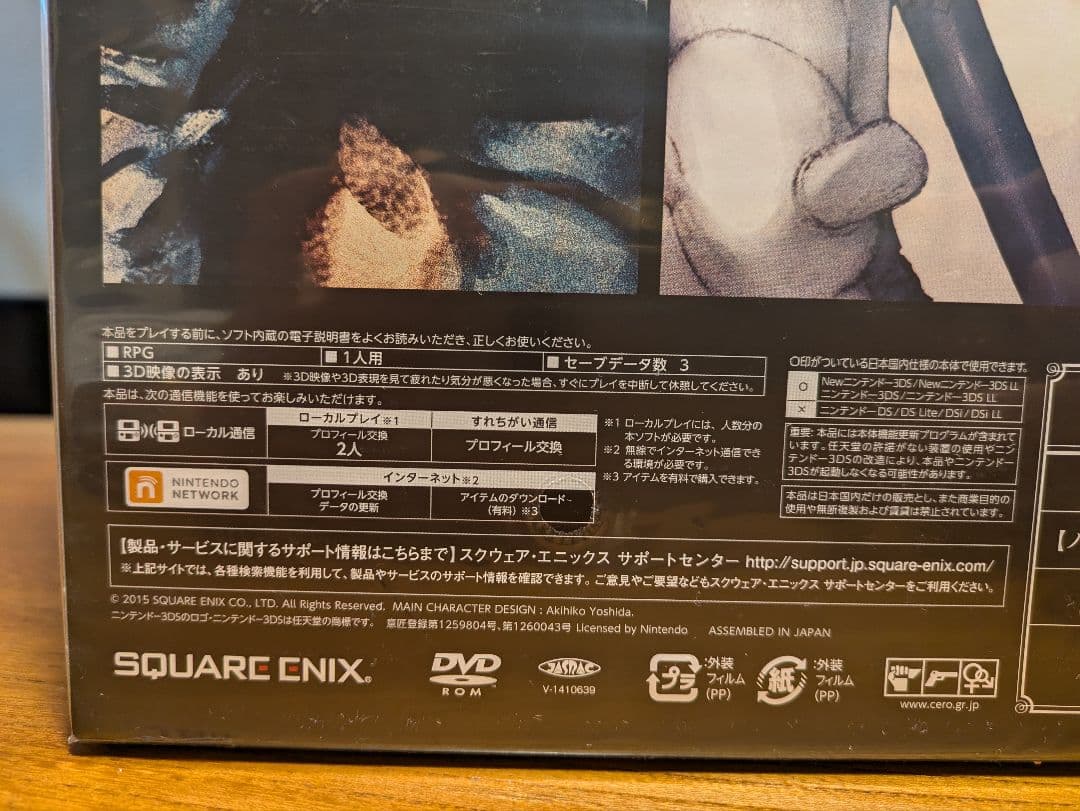 本品をプレイする前に、ソフト内蔵の電子説明書をよくお読みいただき、正しくお使いください。
■RPG
■1人用
■セーブデータ数 3
■3D映像の表示 あり ※3D映像や3D表現を見て疲れたり気分が悪くなった場合、すぐにプレイを中断して休憩してください。
本品は、次の通信機能を使ってお楽しみいただけます。
ローカル通信
ローカルプレイ※1
プロフィール交換
2人
すれちがい通信
プロフィール交換
NINTENDO
NETWORK
インターネット※2
プロフィール交換
データの更新
アイテムのダウンロード
(有料)※3
※1 ローカルプレイには、人数分の
本ソフトが必要です。
※2 無線でインターネット通信でき
る環境が必要です。
※3 アイテムを有料で購入できます。
〇印がついている日本国内仕様の本体で使用できます。
○
Newニンテンドー3DS/Newニンテンドー3DS LL
ニンテンドー3DS/ニンテンドー3DS LL
×
ニンテンドーDS/DS Lite/DSi/DSi LL
重要:本品には本体機能更新プログラムが含まれて
います。任天堂の許諾がない装置の使用やニン
テンドー3DSの改造により、本品やニンテンドー
3DSが起動しなくなる可能性があります。
本品は日本国内だけの販売とし、また商業目的の
使用や無断複製および賃貸は禁止されています。
【製品・サービスに関するサポート情報はこちらまで】スクウェア・エニックス サポートセンター http://support.jp.square-enix.com/
※上記サイトでは、各種検索機能を利用して、製品やサービスのサポート情報を確認できます。ご意見やご要望などもスクウェア・エニックス サポートセンターをご利用ください。
© 2015 SQUARE ENIX CO., LTD. All Rights Reserved. MAIN CHARACTER DESIGN : Akihiko Yoshida.
ニンテンドー3DSのロゴ・ニンテンドー3DSは任天堂の商標です。 意匠登録第1259804号、第1260043号 Licensed by Nintendo ASSEMBLED IN JAPAN
SQUARE ENIX®
DVD
ROM
JASRAC
V-1410639
プラ
:外装
フィルム
(PP)
紙
:外装
フィルム
(PP)
www.cero.gr.jp